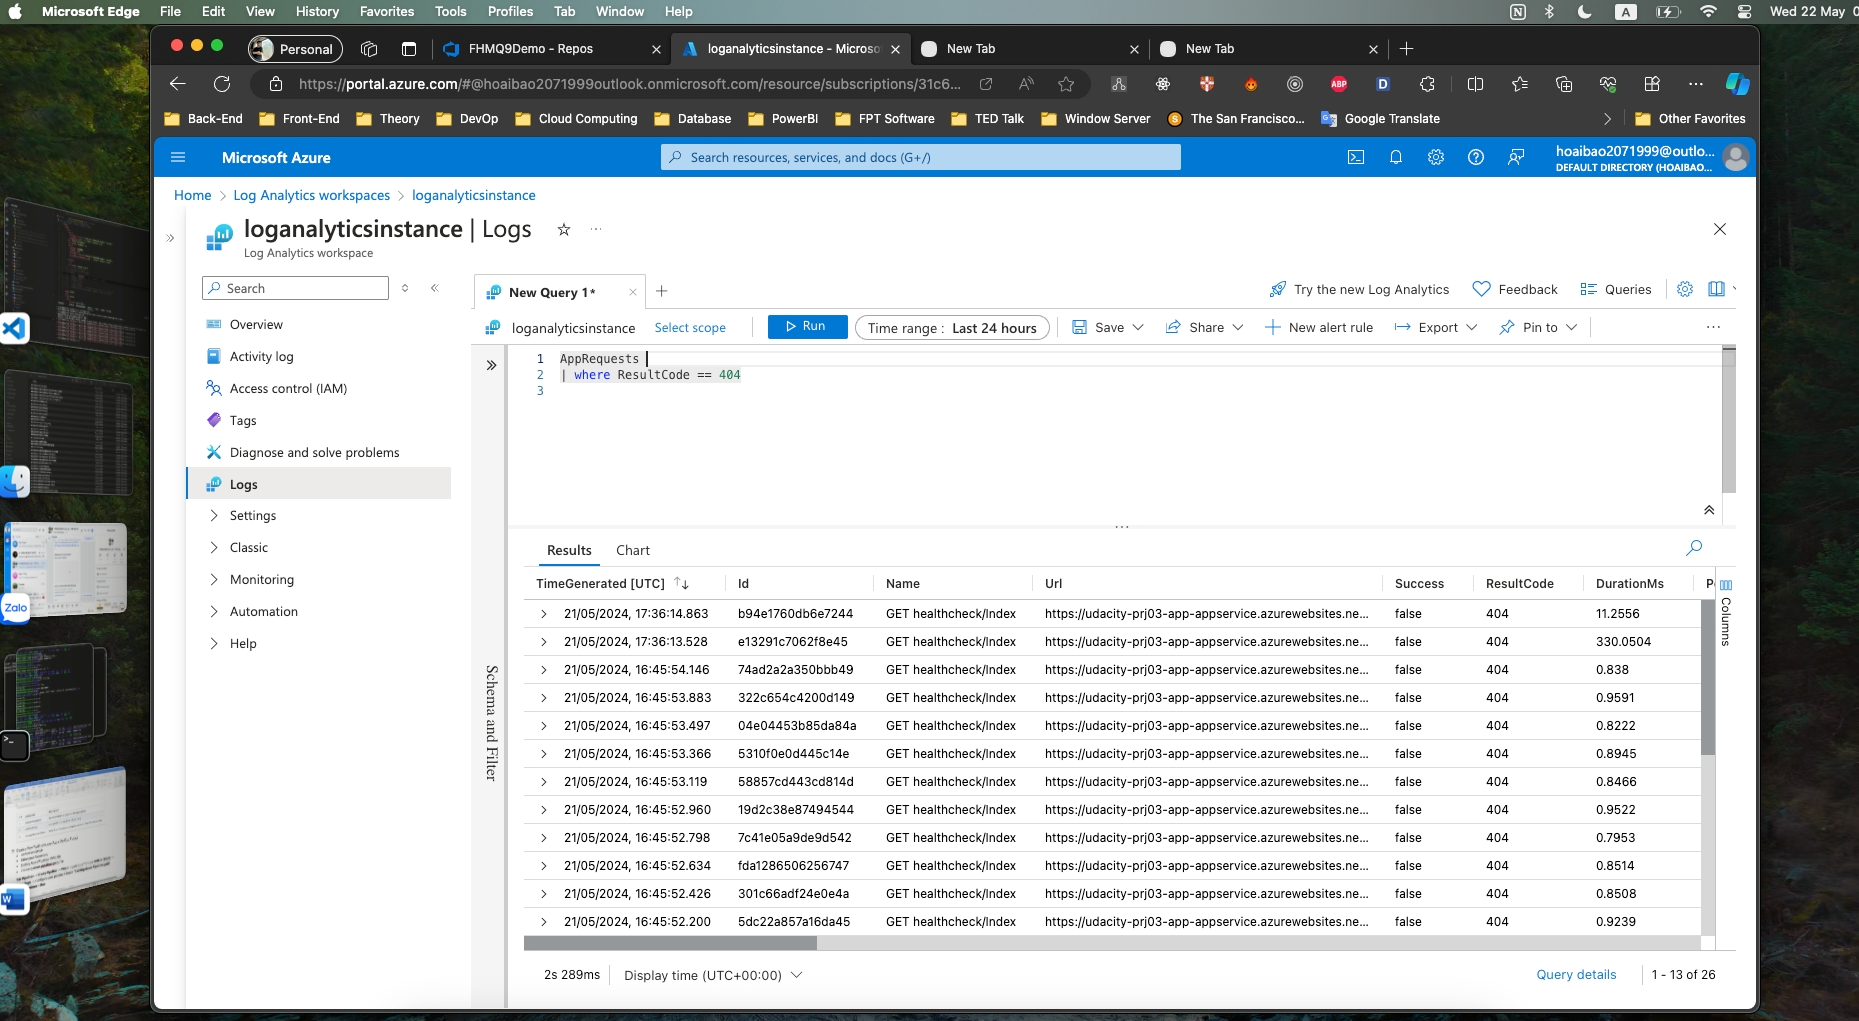 Microsoft Edge File Edit View History Favorites Tools Profiles Tab Window Help A Wed 22 May
Personal FHMQ9Demo - Repos loganalyticsinstance - Microso New Tab New Tab
https://portal.azure.com/#@hoaibao2071999outlook.onmicrosoft.com/resource/subscriptions/31c6... ABP D
Back-End Front-End Theory DevOp Cloud Computing Database PowerBI FPT Software TED Talk Window Server The San Francisco... Google Translate Other Favorites
Microsoft Azure Search resources, services, and docs (G+/) hoaibao2071999@outlo...
DEFAULT DIRECTORY (HOAIBAO...
Home > Log Analytics workspaces > loganalyticsinstance
loganalyticsinstance | Logs
Log Analytics workspace
Search
Overview
Activity log
Access control (IAM)
Tags
Diagnose and solve problems
Logs
Settings
Classic
Monitoring
Automation
Help
New Query 1*
Try the new Log Analytics Feedback Queries
loganalyticsinstance Select scope Run Time range : Last 24 hours Save Share New alert rule Export Pin to
1 AppRequests
2 | where ResultCode == 404
3
Schema and Filter
Results Chart
TimeGenerated [UTC] Id Name Url Success ResultCode DurationMs P
21/05/2024, 17:36:14.863 b94e1760db6e7244 GET healthcheck/Index https://udacity-prj03-app-appservice.azurewebsites.ne... false 404 11.2556
21/05/2024, 17:36:13.528 e13291c7062f8e45 GET healthcheck/Index https://udacity-prj03-app-appservice.azurewebsites.ne... false 404 330.0504
21/05/2024, 16:45:54.146 74ad2a2a350bbb49 GET healthcheck/Index https://udacity-prj03-app-appservice.azurewebsites.ne... false 404 0.838
21/05/2024, 16:45:53.883 322c654c4200d149 GET healthcheck/Index https://udacity-prj03-app-appservice.azurewebsites.ne... false 404 0.9591
21/05/2024, 16:45:53.497 04e04453b85da84a GET healthcheck/Index https://udacity-prj03-app-appservice.azurewebsites.ne... false 404 0.8222
21/05/2024, 16:45:53.366 5310f0e0d445c14e GET healthcheck/Index https://udacity-prj03-app-appservice.azurewebsites.ne... false 404 0.8945
21/05/2024, 16:45:53.119 58857cd443cd814d GET healthcheck/Index https://udacity-prj03-app-appservice.azurewebsites.ne... false 404 0.8466
21/05/2024, 16:45:52.960 19d2c38e87494544 GET healthcheck/Index https://udacity-prj03-app-appservice.azurewebsites.ne... false 404 0.9522
21/05/2024, 16:45:52.798 7c41e05a9de9d542 GET healthcheck/Index https://udacity-prj03-app-appservice.azurewebsites.ne... false 404 0.7953
21/05/2024, 16:45:52.634 fda1286506256747 GET healthcheck/Index https://udacity-prj03-app-appservice.azurewebsites.ne... false 404 0.8514
21/05/2024, 16:45:52.426 301c66adf24e0e4a GET healthcheck/Index https://udacity-prj03-app-appservice.azurewebsites.ne... false 404 0.8508
21/05/2024, 16:45:52.200 5dc22a857a16da45 GET healthcheck/Index https://udacity-prj03-app-appservice.azurewebsites.ne... false 404 0.9239
Columns
2s 289ms Display time (UTC+00:00) Query details 1 - 13 of 26
Zalo